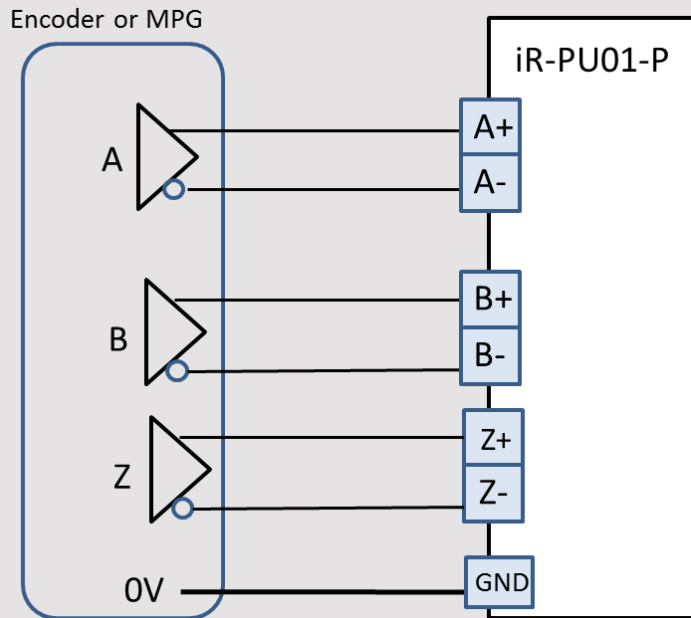 Encoder or MPG
iR-PU01-P
A
A+
A-
B
B+
B-
Z
Z+
Z-
0V
GND